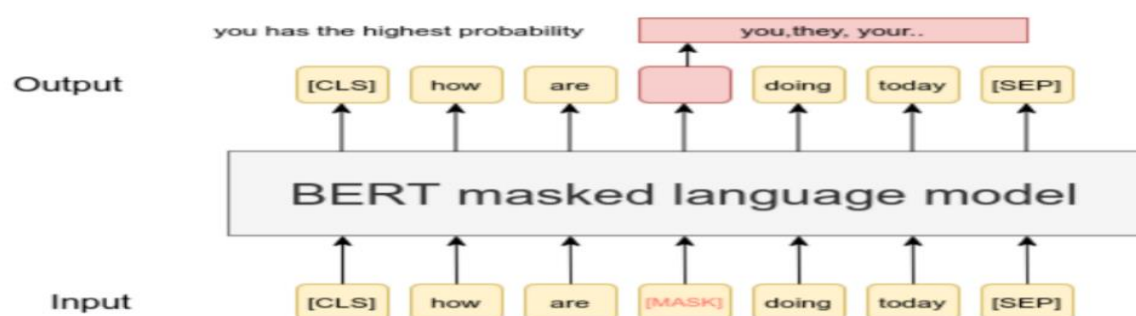 you has the highest probability you,they, your..
Output [CLS] how are doing today [SEP]
BERT masked language model
Input [CLS] how are [MASK] doing today [SEP]